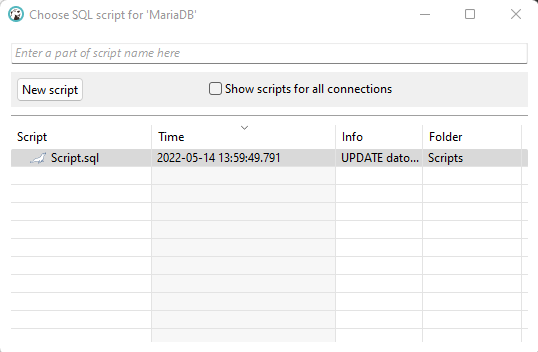 Choose SQL script for 'MariaDB'
Enter a part of script name here
New script Show scripts for all connections
Script Time Info Folder
Script.sql 2022-05-14 13:59:49.791 UPDATE dato... Scripts